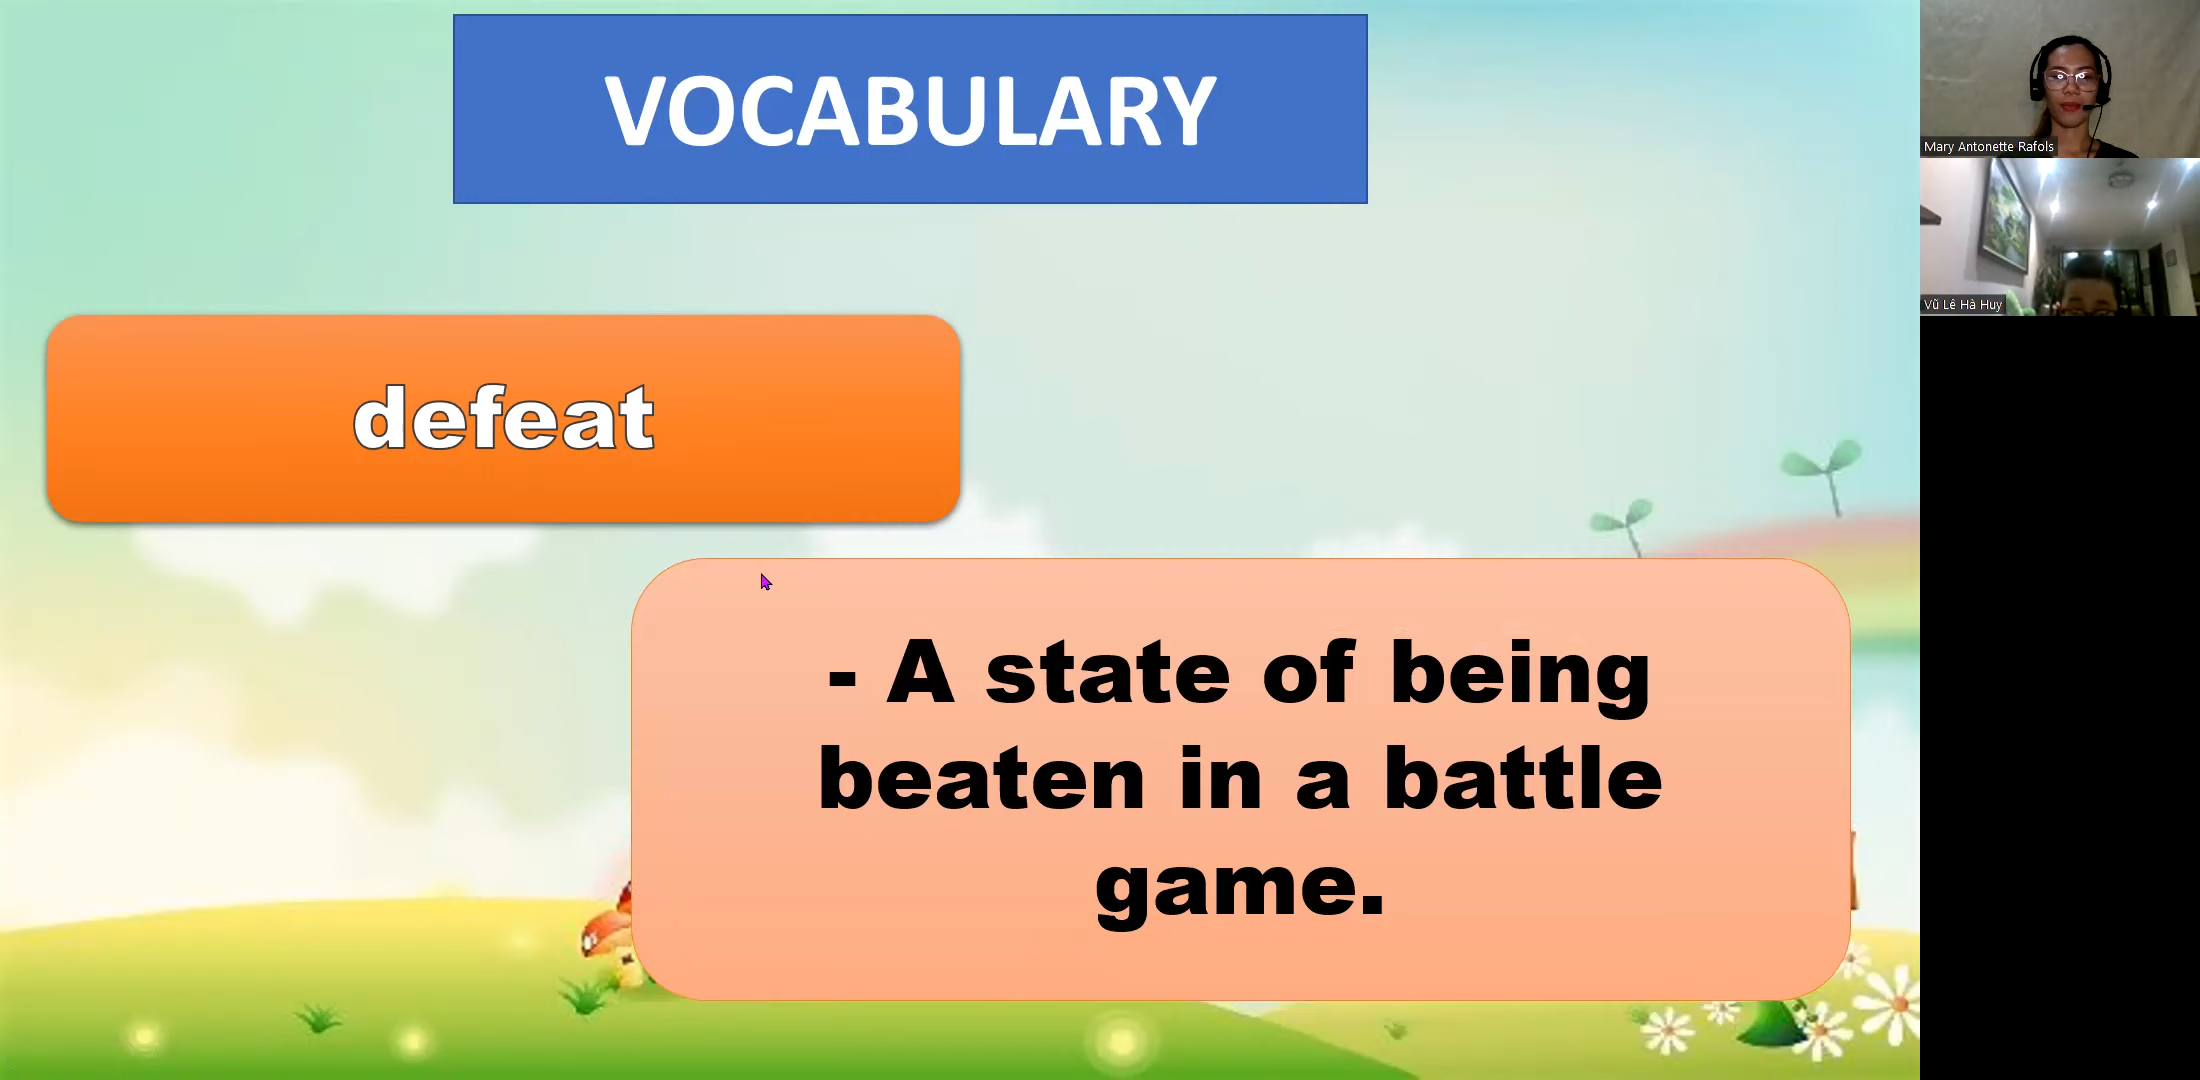 VOCABULARY
defeat
- A state of being
beaten in a battle
game.
Mary Antonette Rafols
Vũ Lê Hà Huy